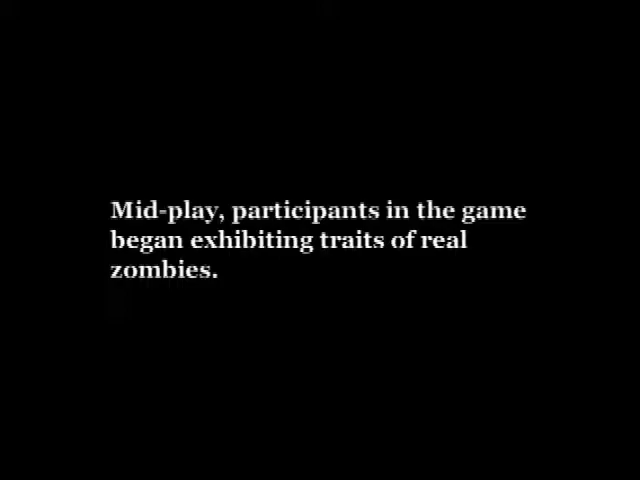 Mid-play, participants in the game
began exhibiting traits of real
zombies.